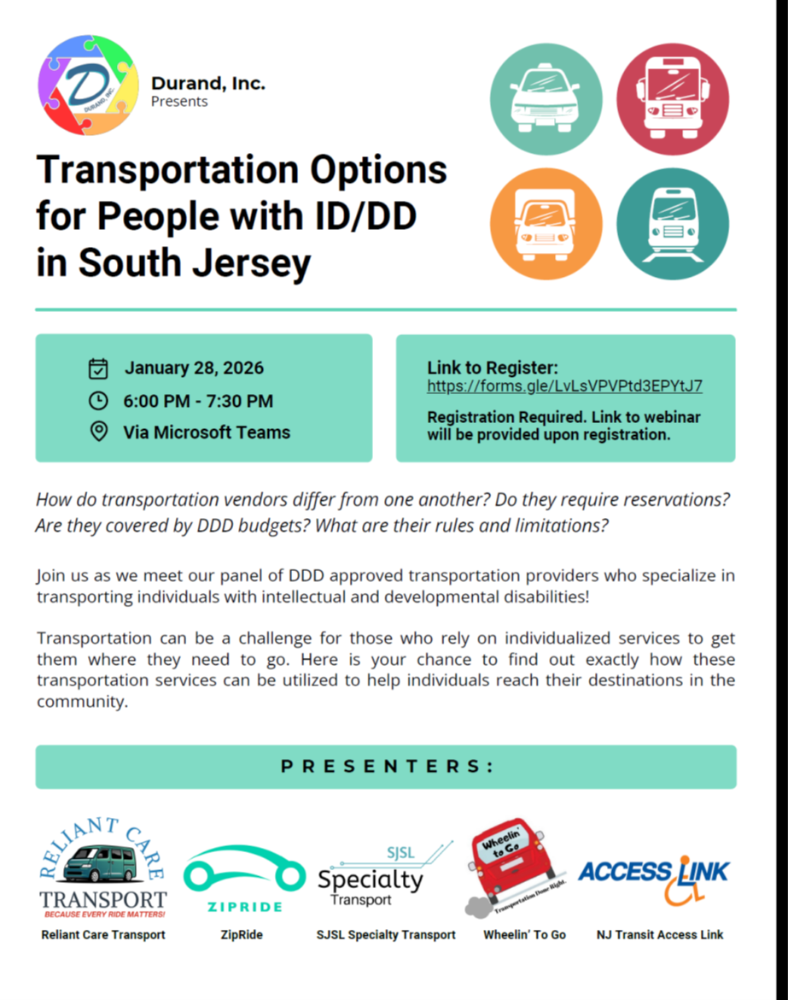 D
DURAND, INC.
Durand, Inc.
Presents
Transportation Options
for People with ID/DD
in South Jersey
January 28, 2026
6:00 PM - 7:30 PM
Via Microsoft Teams
Link to Register:
https://forms.gle/LvLsVPVPtd3EPYtJ7
Registration Required. Link to webinar
will be provided upon registration.
How do transportation vendors differ from one another? Do they require reservations?
Are they covered by DDD budgets? What are their rules and limitations?
Join us as we meet our panel of DDD approved transportation providers who specialize in
transporting individuals with intellectual and developmental disabilities!
Transportation can be a challenge for those who rely on individualized services to get
them where they need to go. Here is your chance to find out exactly how these
transportation services can be utilized to help individuals reach their destinations in the
community.
PRESENTERS:
RELIANT CARE
TRANSPORT
BECAUSE EVERY RIDE MATTERS!
Reliant Care Transport
ZIPRIDE
ZipRide
SJSL
Specialty
Transport
SJSL Specialty Transport
Wheelin'
to Go
Transportation Done Right.
Wheelin' To Go
ACCESS LINK
NJ Transit Access Link